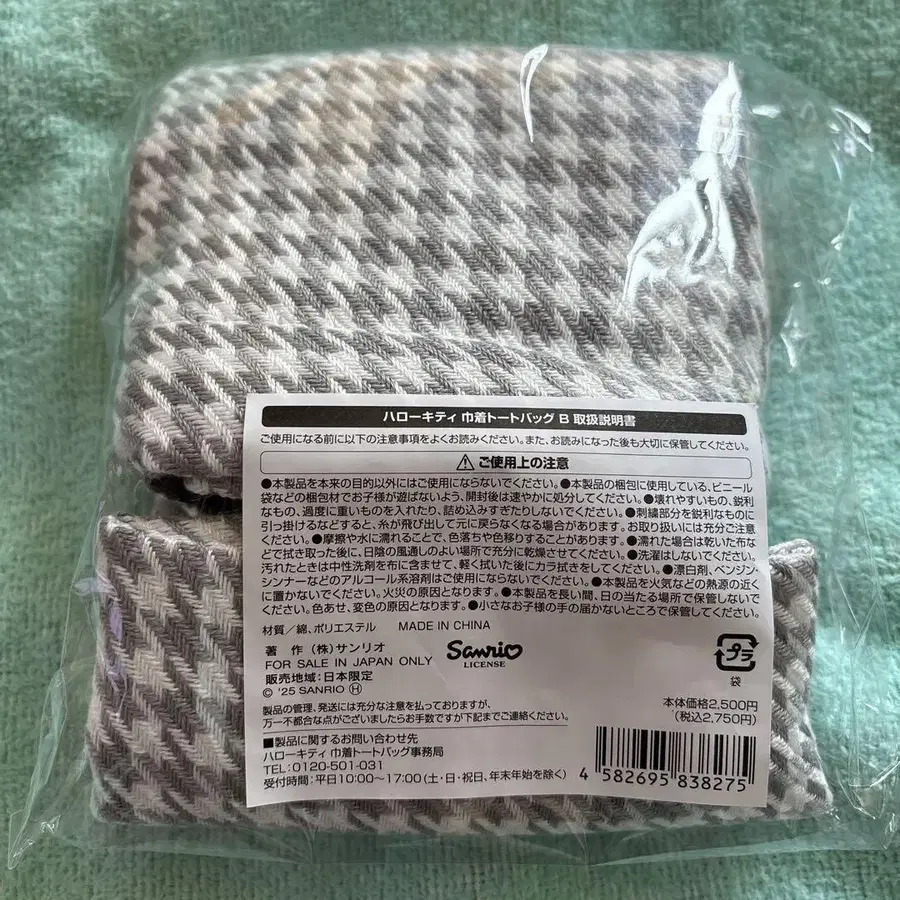 ハローキティ 巾着トートバッグ B 取扱説明書
ご使用になる前に以下の注意事項をよくお読みください。また、お読みになった後も大切に保管してください。
⚠ご使用上の注意
●本製品を本来の目的以外にはご使用にならないでください。●本製品の梱包に使用している、ビニール
袋などの梱包材でお子様が遊ばないよう、開封後は速やかに処分してください。●壊れやすいもの、鋭利
なもの、過度に重いものを入れたり、詰め込みすぎたりしないでください。●刺繍部分を鋭利なものに
引っ掛けるなどすると、糸が飛び出して元に戻らなくなる場合があります。お取り扱いには充分ご注意
ください。●摩擦や水に濡れることで、色落ちや色移りすることがあります。●濡れた場合は乾いた布な
どで拭き取った後に、日陰の風通しのよい場所で充分に乾燥させてください。●洗濯はしないでください。
汚れたときは中性洗剤を布に含ませて、軽く拭いた後にカラ拭きをしてください。●漂白剤、ベンジン、
シンナーなどのアルコール系溶剤はご使用にならないでください。●本製品を火気などの熱源の近く
に置かないでください。火災の原因となります。●本製品を長い間、日の当たる場所で保管しないで
ください。色あせ、変色の原因となります。●小さなお子様の手の届かないところで保管してください。
材質/綿、ポリエステル MADE IN CHINA
著 作 (株)サンリオ
FOR SALE IN JAPAN ONLY
販売地域:日本限定
© '25 SANRIO Ⓗ
Sanrio
LICENSE
プラ
袋
製品の管理、発送には充分な注意を払っておりますが、
万一不都合な点がございましたらお手数ですが下記までご連絡ください。
本体価格2,500円
(税込2,750円)
■製品に関するお問い合わせ先
ハローキティ 巾着トートバッグ事務局
TEL:0120-501-031
受付時間:平日10:00〜17:00(土・日・祝日、年末年始を除く)
4 582695 838275